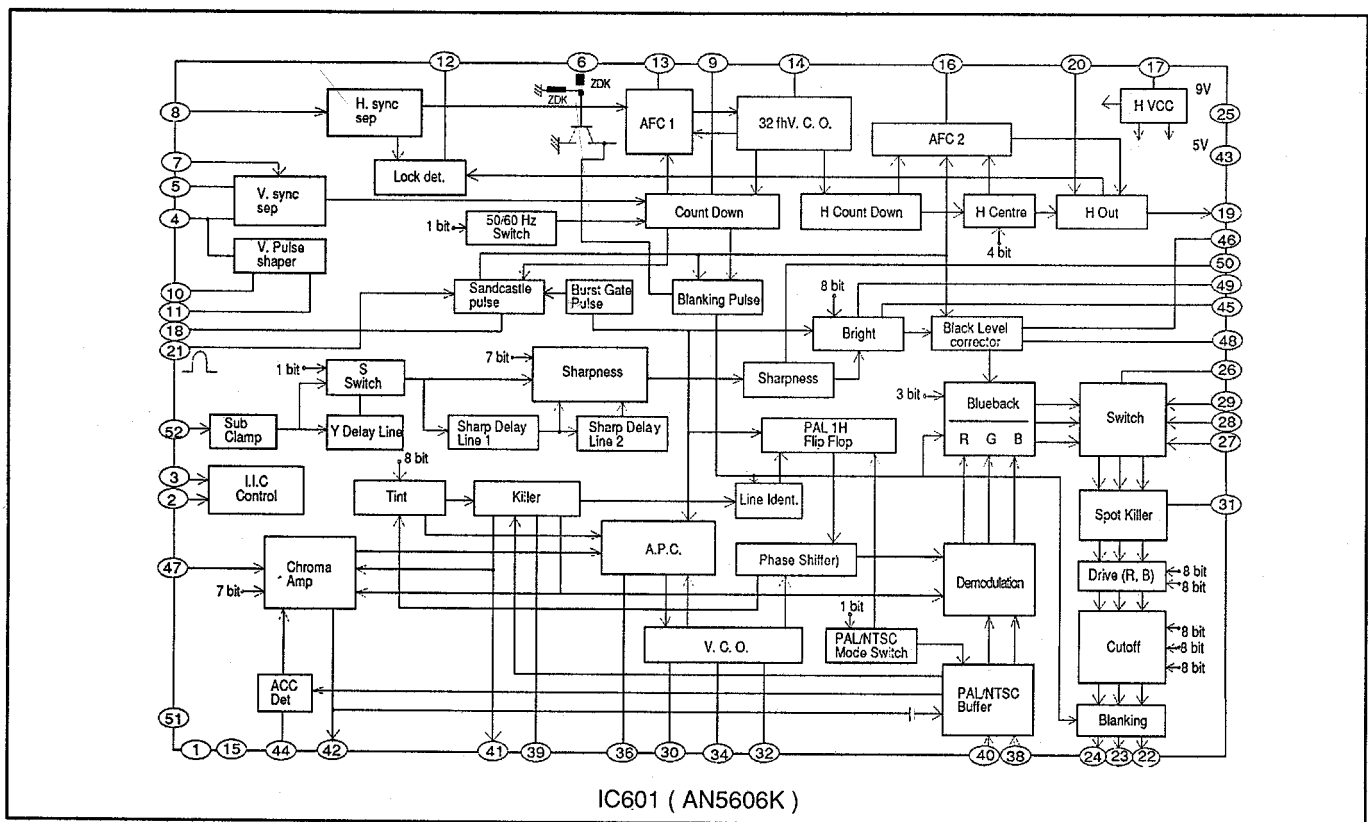 12
6
9
13
14
16
20
17
ZDK
ZDK
9V
8
H. sync
sep
AFC 1
32 fhV. C. O.
AFC 2
H VCC
25
5V
43
7
5
4
V. sync
sep
Lock det.
1 bit
50/60 Hz
Switch
Count Down
H Count Down
H Centre
H Out
19
4 bit
46
V. Pulse
shaper
50
10
11
18
21
Sandcastle
pulse
Burst Gate
Pulse
Blanking Pulse
8 bit
49
45
Bright
Black Level
corrector
48
1 bit
S
Switch
7 bit
Sharpness
Sharpness
26
3 bit
Blueback
R G B
Switch
29
28
27
52
Sub
Clamp
Y Delay Line
Sharp Delay
Line 1
Sharp Delay
Line 2
PAL 1H
Flip Flop
3
2
I.I.C
Control
8 bit
Tint
Killer
Line Ident.
Spot Killer
31
A.P.C.
Phase Shiffer)
47
Chroma
Amp
7 bit
Demodulation
Drive (R, B)
8 bit
8 bit
1 bit
V. C. O.
PAL/NTSC
Mode Switch
Cutoff
8 bit
8 bit
8 bit
ACC
Det
PAL/NTSC
Buffer
Blanking
51
1
15
44
42
41
39
36
30
34
32
40
38
24
23
22
IC601 ( AN5606K )